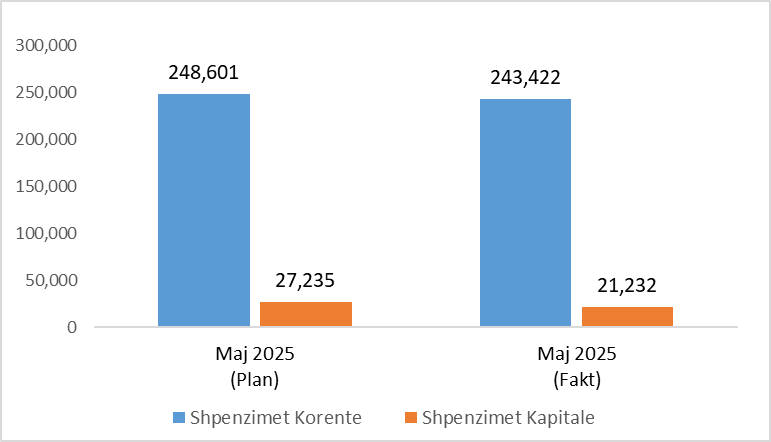 300,000
250,000
200,000
150,000
100,000
50,000
0
248,601
27,235
243,422
21,232
Maj 2025
(Plan)
Maj 2025
(Fakt)
Shpenzimet Korente
Shpenzimet Kapitale